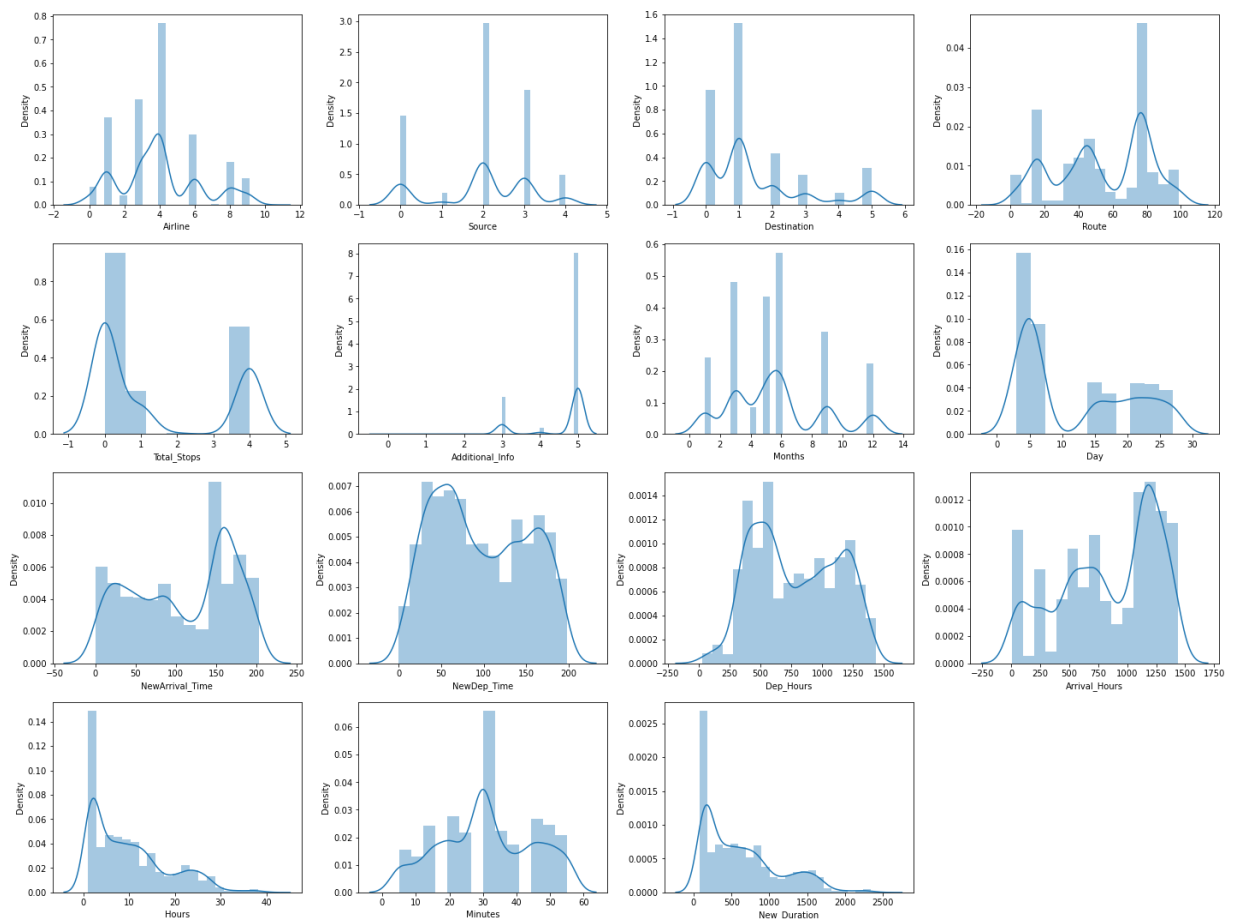 0.8
0.7
0.6
0.5
0.4
0.3
0.2
0.1
0.0
Density
−2 0 2 4 6 8 10 12
Airline
3.0
2.5
2.0
1.5
1.0
0.5
0.0
Density
−1 0 1 2 3 4 5
Source
1.6
1.4
1.2
1.0
0.8
0.6
0.4
0.2
0.0
Density
−1 0 1 2 3 4 5 6
Destination
0.04
0.03
0.02
0.01
0.00
Density
−20 0 20 40 60 80 100 120
Route
0.8
0.6
0.4
0.2
0.0
Density
−1 0 1 2 3 4 5
Total_Stops
8
7
6
5
4
3
2
1
0
Density
0 1 2 3 4 5
Additional_Info
0.6
0.5
0.4
0.3
0.2
0.1
0.0
Density
0 2 4 6 8 10 12 14
Months
0.16
0.14
0.12
0.10
0.08
0.06
0.04
0.02
0.00
Density
0 5 10 15 20 25 30
Day
0.010
0.008
0.006
0.004
0.002
0.000
Density
−50 0 50 100 150 200 250
NewArrival_Time
0.007
0.006
0.005
0.004
0.003
0.002
0.001
0.000
Density
0 50 100 150 200
NewDep_Time
0.0014
0.0012
0.0010
0.0008
0.0006
0.0004
0.0002
0.0000
Density
−250 0 250 500 750 1000 1250 1500
Dep_Hours
0.0012
0.0010
0.0008
0.0006
0.0004
0.0002
0.0000
Density
−250 0 250 500 750 1000 1250 1500 1750
Arrival_Hours
0.14
0.12
0.10
0.08
0.06
0.04
0.02
0.00
Density
0 10 20 30 40
Hours
0.06
0.05
0.04
0.03
0.02
0.01
0.00
Density
0 10 20 30 40 50 60
Minutes
0.0025
0.0020
0.0015
0.0010
0.0005
0.0000
Density
0 500 1000 1500 2000 2500
New_Duration